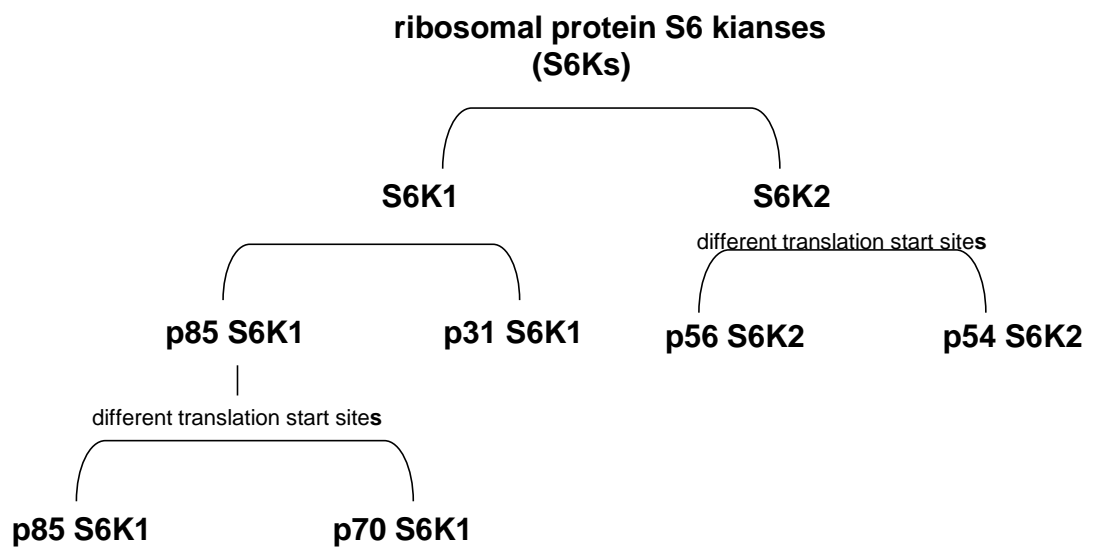 ribosomal protein S6 kianses
(S6Ks)
S6K1 S6K2
different translation start sites
p85 S6K1 p31 S6K1 p56 S6K2 p54 S6K2
different translation start sites
p85 S6K1 p70 S6K1